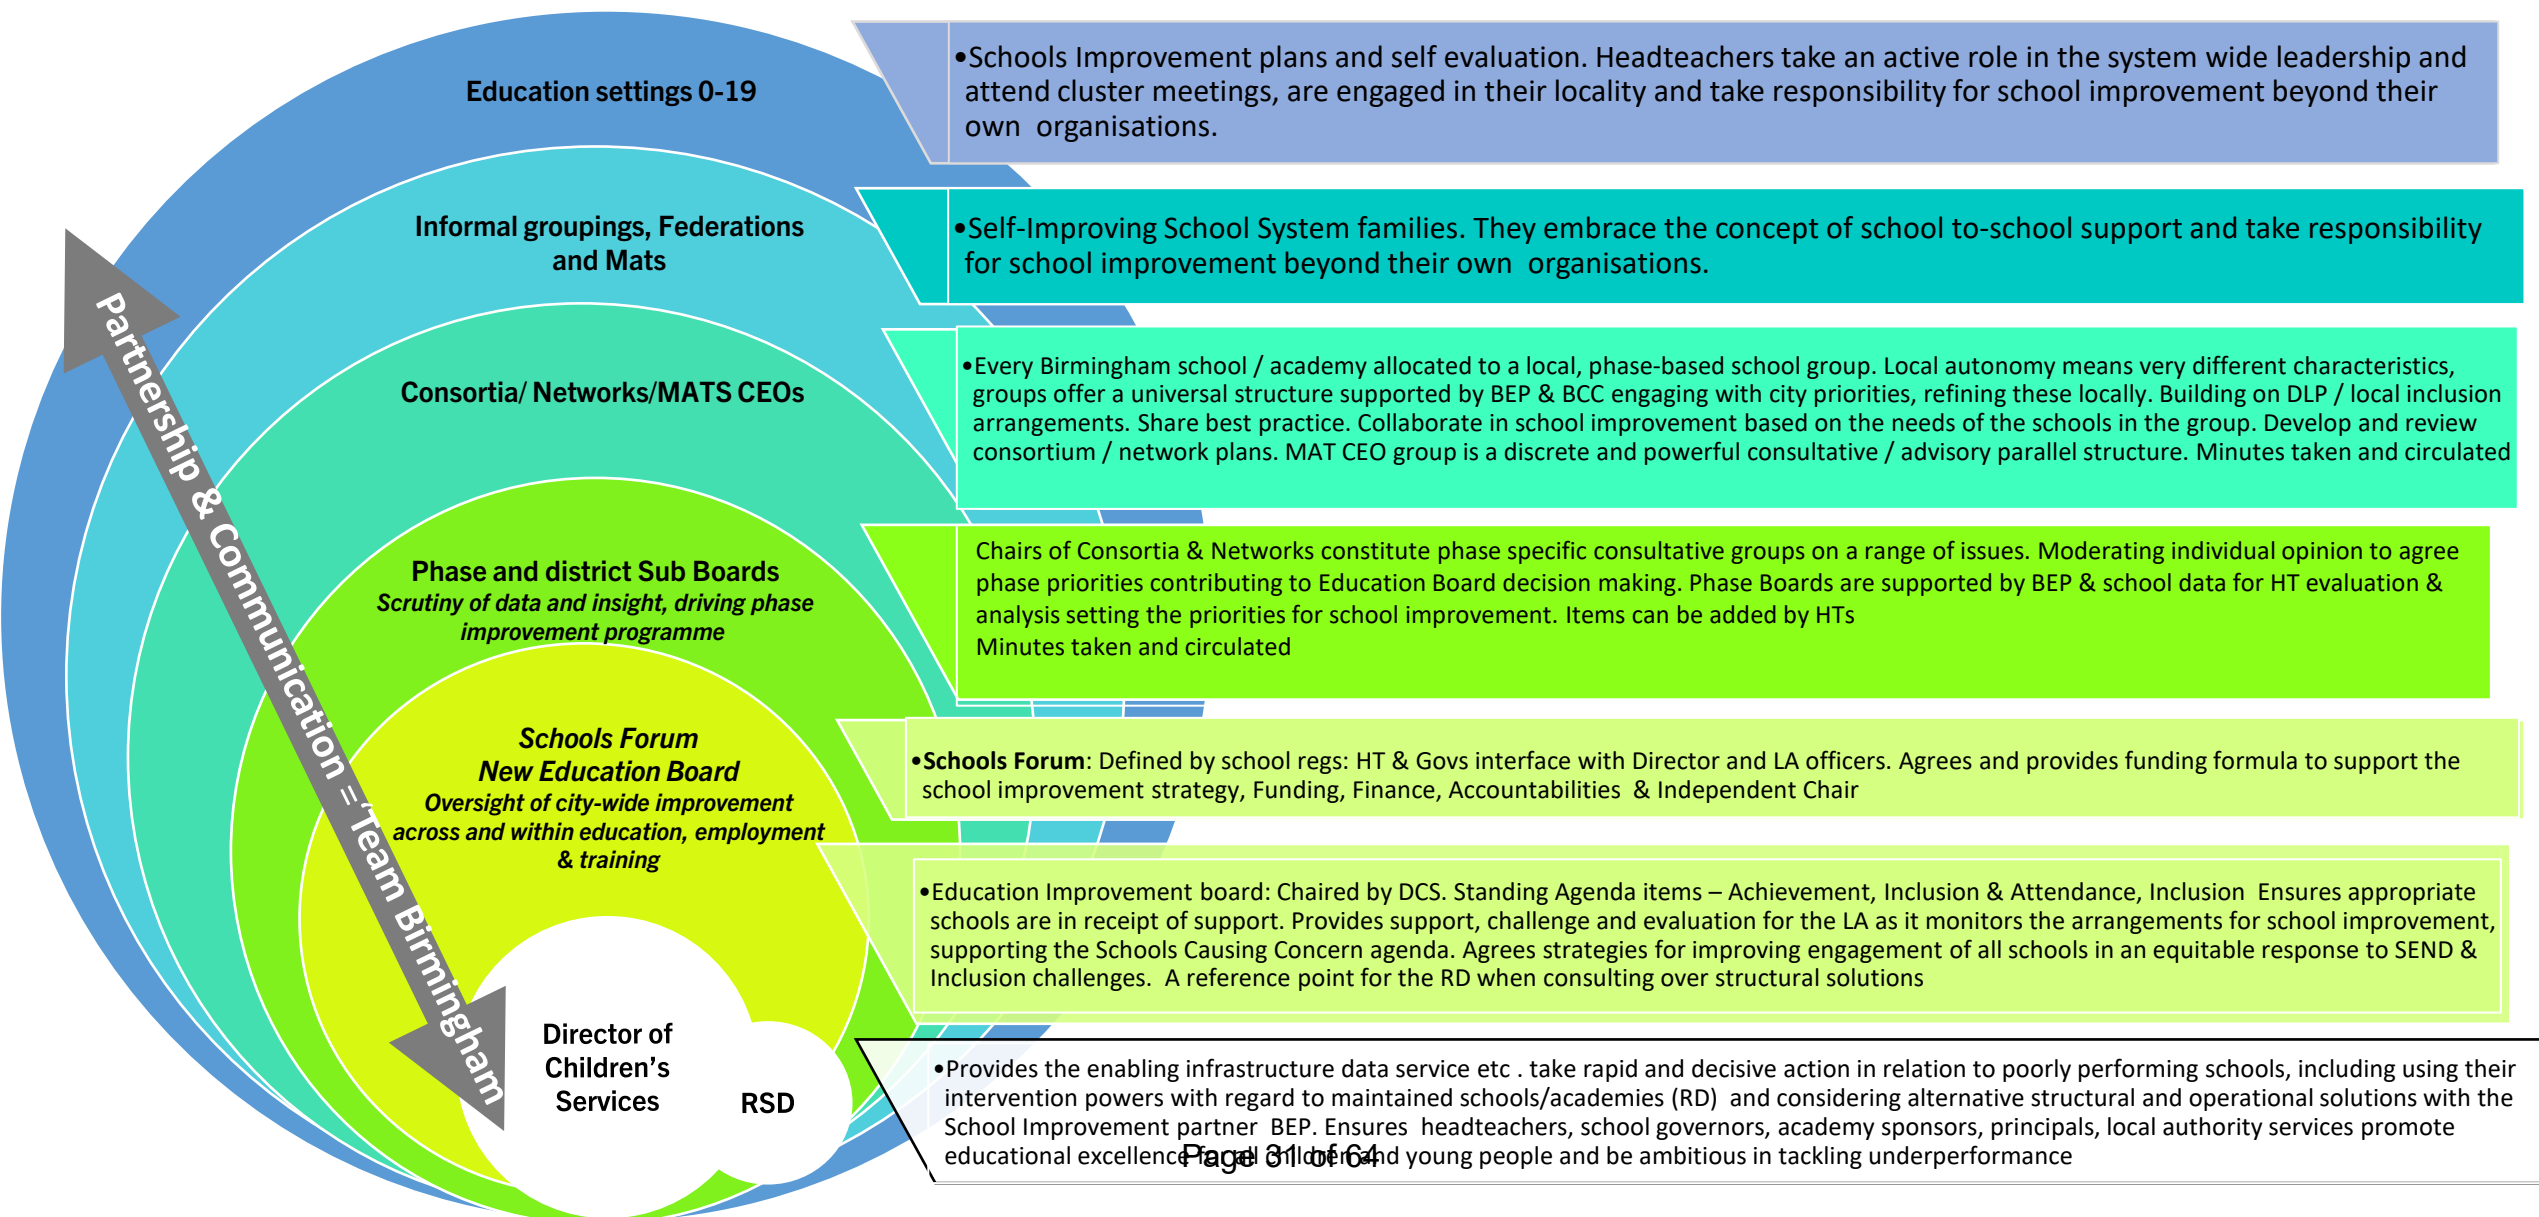 Education settings 0-19
•Schools Improvement plans and self evaluation. Headteachers take an active role in the system wide leadership and
attend cluster meetings, are engaged in their locality and take responsibility for school improvement beyond their
own organisations.
Informal groupings, Federations
and Mats
•Self-Improving School System families. They embrace the concept of school to-school support and take responsibility
for school improvement beyond their own organisations.
Consortia/ Networks/MATS CEOs
•Every Birmingham school / academy allocated to a local, phase-based school group. Local autonomy means very different characteristics,
groups offer a universal structure supported by BEP & BCC engaging with city priorities, refining these locally. Building on DLP / local inclusion
arrangements. Share best practice. Collaborate in school improvement based on the needs of the schools in the group. Develop and review
consortium / network plans. MAT CEO group is a discrete and powerful consultative / advisory parallel structure. Minutes taken and circulated
Phase and district Sub Boards
Scrutiny of data and insight, driving phase
improvement programme
Chairs of Consortia & Networks constitute phase specific consultative groups on a range of issues. Moderating individual opinion to agree
phase priorities contributing to Education Board decision making. Phase Boards are supported by BEP & school data for HT evaluation &
analysis setting the priorities for school improvement. Items can be added by HTs
Minutes taken and circulated
Schools Forum
New Education Board
Oversight of city-wide improvement
across and within education, employment
& training
•Schools Forum: Defined by school regs: HT & Govs interface with Director and LA officers. Agrees and provides funding formula to support the
school improvement strategy, Funding, Finance, Accountabilities & Independent Chair
•Education Improvement board: Chaired by DCS. Standing Agenda items – Achievement, Inclusion & Attendance, Inclusion Ensures appropriate
schools are in receipt of support. Provides support, challenge and evaluation for the LA as it monitors the arrangements for school improvement,
supporting the Schools Causing Concern agenda. Agrees strategies for improving engagement of all schools in an equitable response to SEND &
Inclusion challenges. A reference point for the RD when consulting over structural solutions
Director of
Children's
Services
RSD
•Provides the enabling infrastructure data service etc . take rapid and decisive action in relation to poorly performing schools, including using their
intervention powers with regard to maintained schools/academies (RD) and considering alternative structural and operational solutions with the
School Improvement partner BEP. Ensures headteachers, school governors, academy sponsors, principals, local authority services promote
educational excellence for all children and young people and be ambitious in tackling underperformance
Page 31 of 64
Partnership & Communication ='Team Birmingham